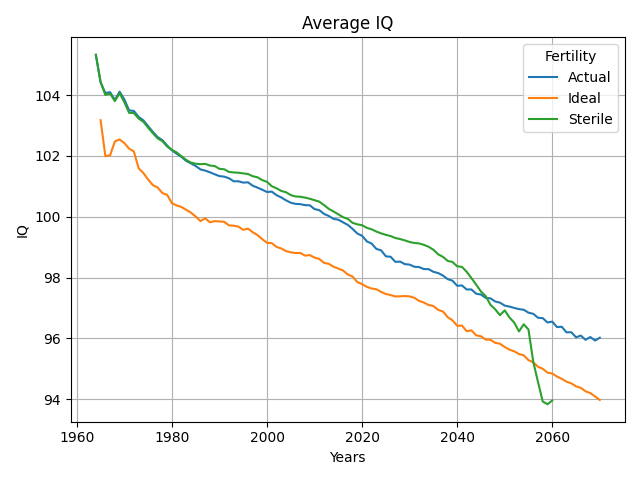 Average IQ
Fertility
Actual
Ideal
Sterile
104
102
100
98
96
94
IQ
1960
1980
2000
2020
2040
2060
Years